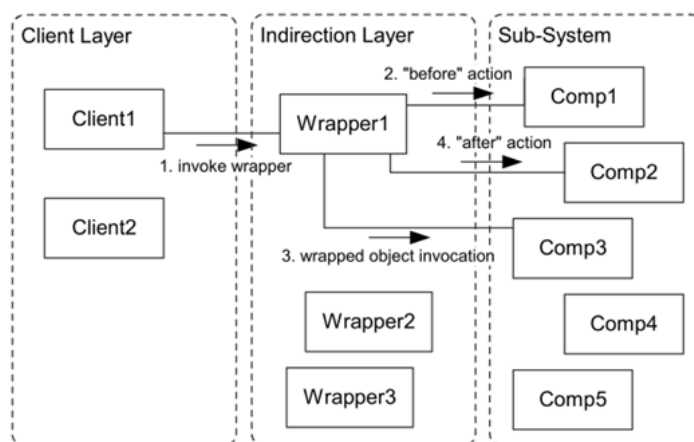 Client Layer
Indirection Layer
Sub-System
2. "before" action
Client1
Wrapper1
Comp1
1. invoke wrapper
4. "after" action
Comp2
Client2
Comp3
3. wrapped object invocation
Wrapper2
Comp4
Wrapper3
Comp5